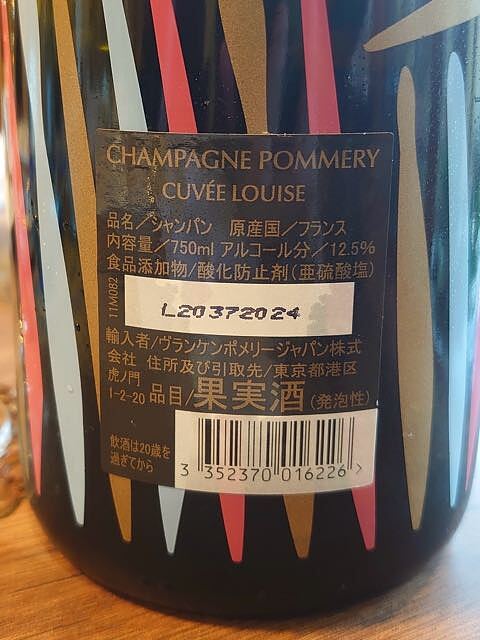 CHAMPAGNE POMMERY
CUVÉE LOUISE
品名／シャンパン 原産国／フランス
内容量／750ml アルコール分／12.5%
食品添加物/酸化防止剤(亜硫酸塩)
11M082
L20372024
輸入者/ヴランケンポメリージャパン株式
会社 住所及び引取先/東京都港区
虎ノ門
1-2-20 品目/果実酒(発泡性)
飲酒は20歳を
過ぎてから
3 352370 016226 >